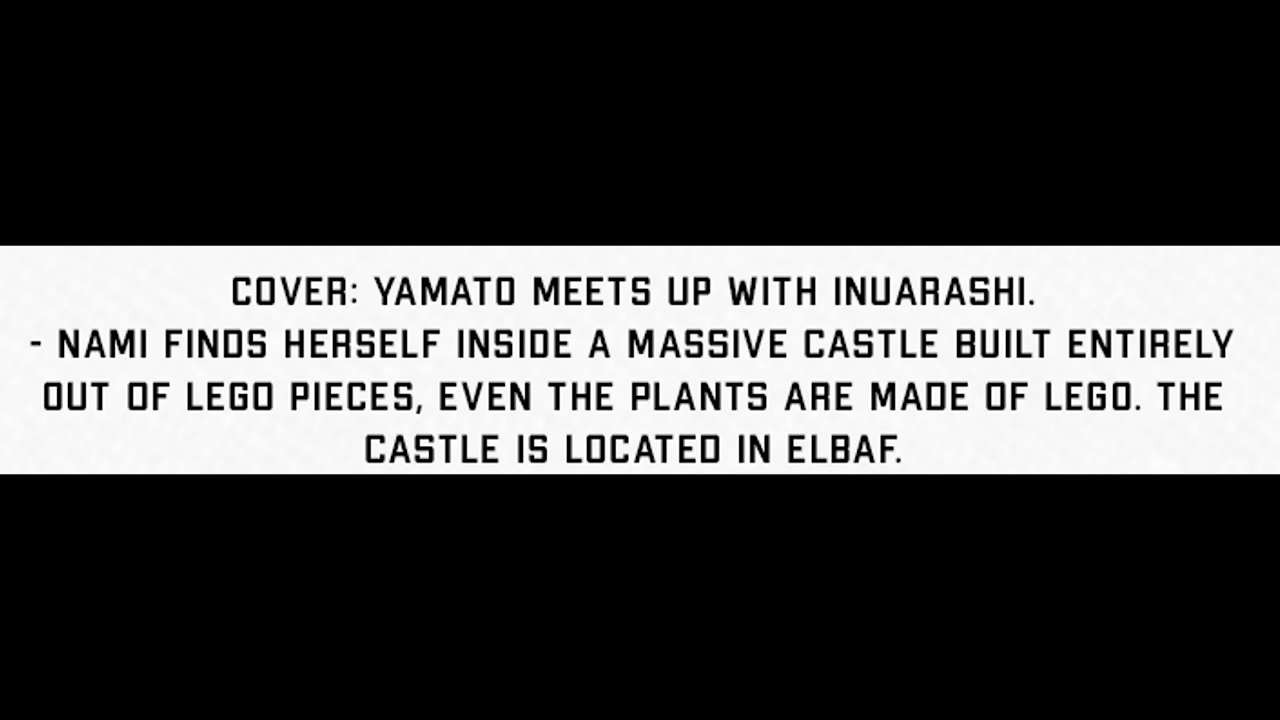 COVER: YAMATO MEETS UP WITH INUARASHI.
- NAMI FINDS HERSELF INSIDE A MASSIVE CASTLE BUILT ENTIRELY
OUT OF LEGO PIECES, EVEN THE PLANTS ARE MADE OF LEGO. THE
CASTLE IS LOCATED IN ELBAF.